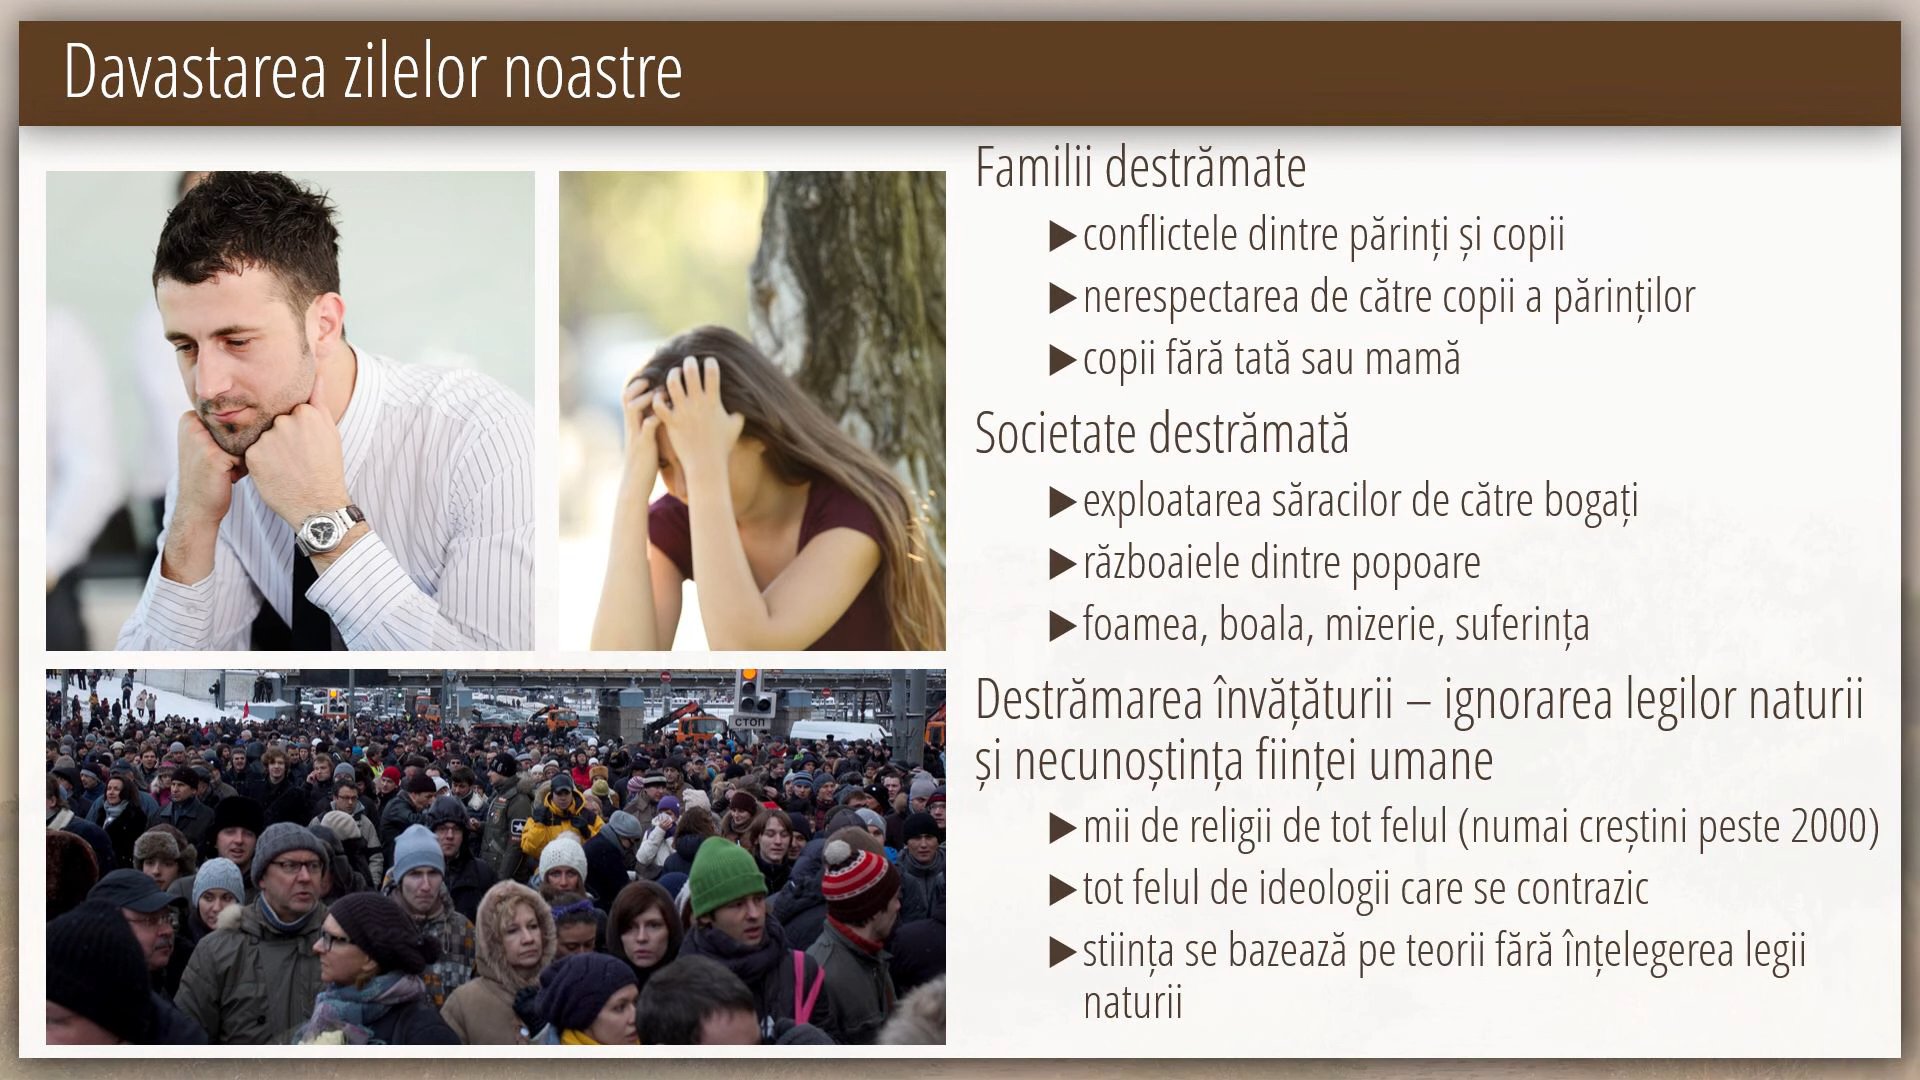 Davastarea zilelor noastre
Familii destrămate
▶conflictele dintre părinți și copii
▶nerespectarea de către copii a părinților
▶copii fără tată sau mamă
Societate destrămată
▶exploatarea săracilor de către bogați
▶războaiele dintre popoare
▶foamea, boala, mizerie, suferința
Destrămarea învățăturii – ignorarea legilor naturii
și necunoștința ființei umane
▶mii de religii de tot felul (numai creștini peste 2000)
▶tot felul de ideologii care se contrazic
▶stiința se bazează pe teorii fără înțelegerea legii
naturii
СТОП